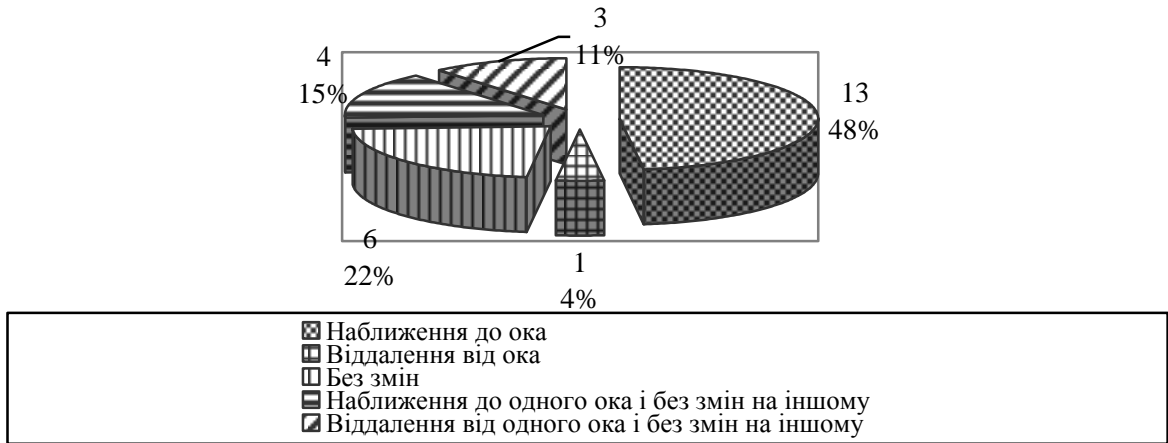 3
11%
4
15%
13
48%
6
22%
1
4%
Наближення до ока
Віддалення від ока
Без змін
Наближення до одного ока і без змін на іншому
Віддалення від одного ока і без змін на іншому